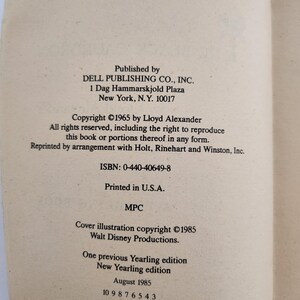 Published by
DELL PUBLISHING CO., INC.
1 Dag Hammarskjold Plaza
New York, N.Y. 10017
Copyright ©1965 by Lloyd Alexander
All rights reserved, including the right to reproduce
this book or portions thereof in any form.
Reprinted by arrangement with Holt, Rinehart and Winston, Inc.
ISBN: 0-440-40649-8
Printed in U.S.A.
MPC
Cover illustration copyright ©1985
Walt Disney Productions.
One previous Yearling edition
New Yearling edition
August 1985
10 9 8 7 6 5 4 3